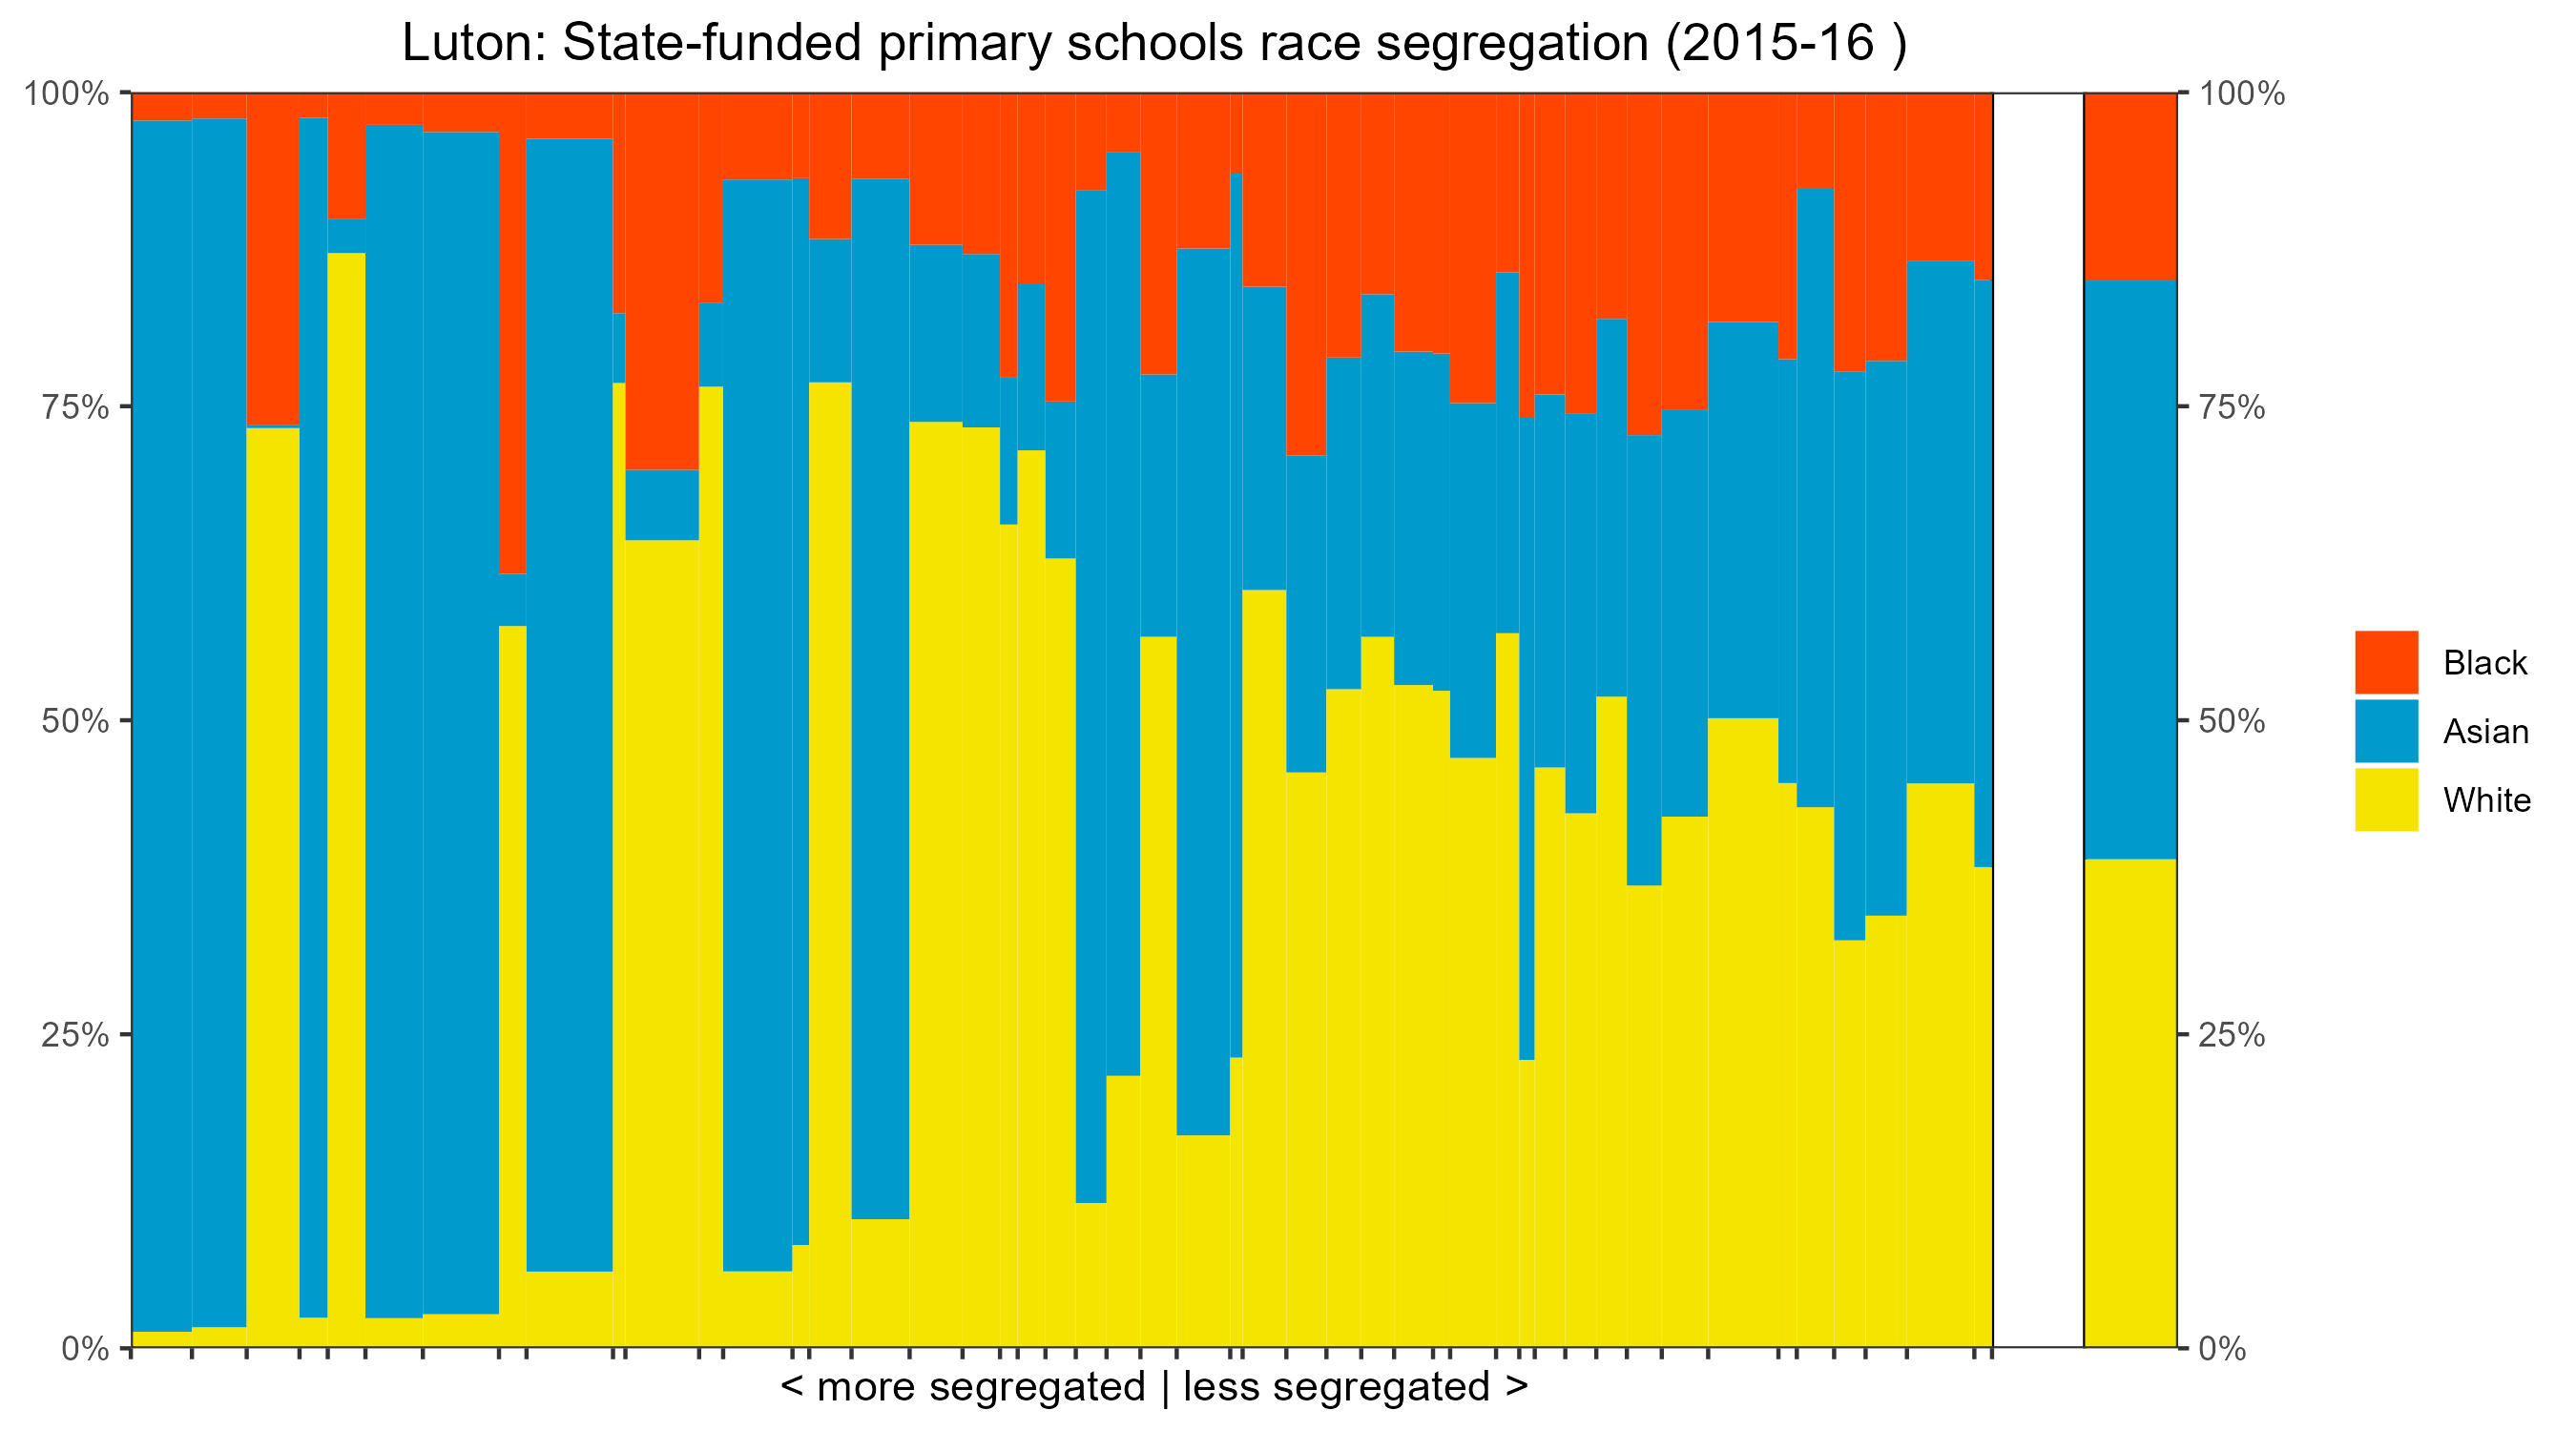 Luton: State-funded primary schools race segregation (2015-16 )
100%
75%
50%
25%
0%
100%
75%
50%
25%
0%
Black
Asian
White
< more segregated | less segregated >